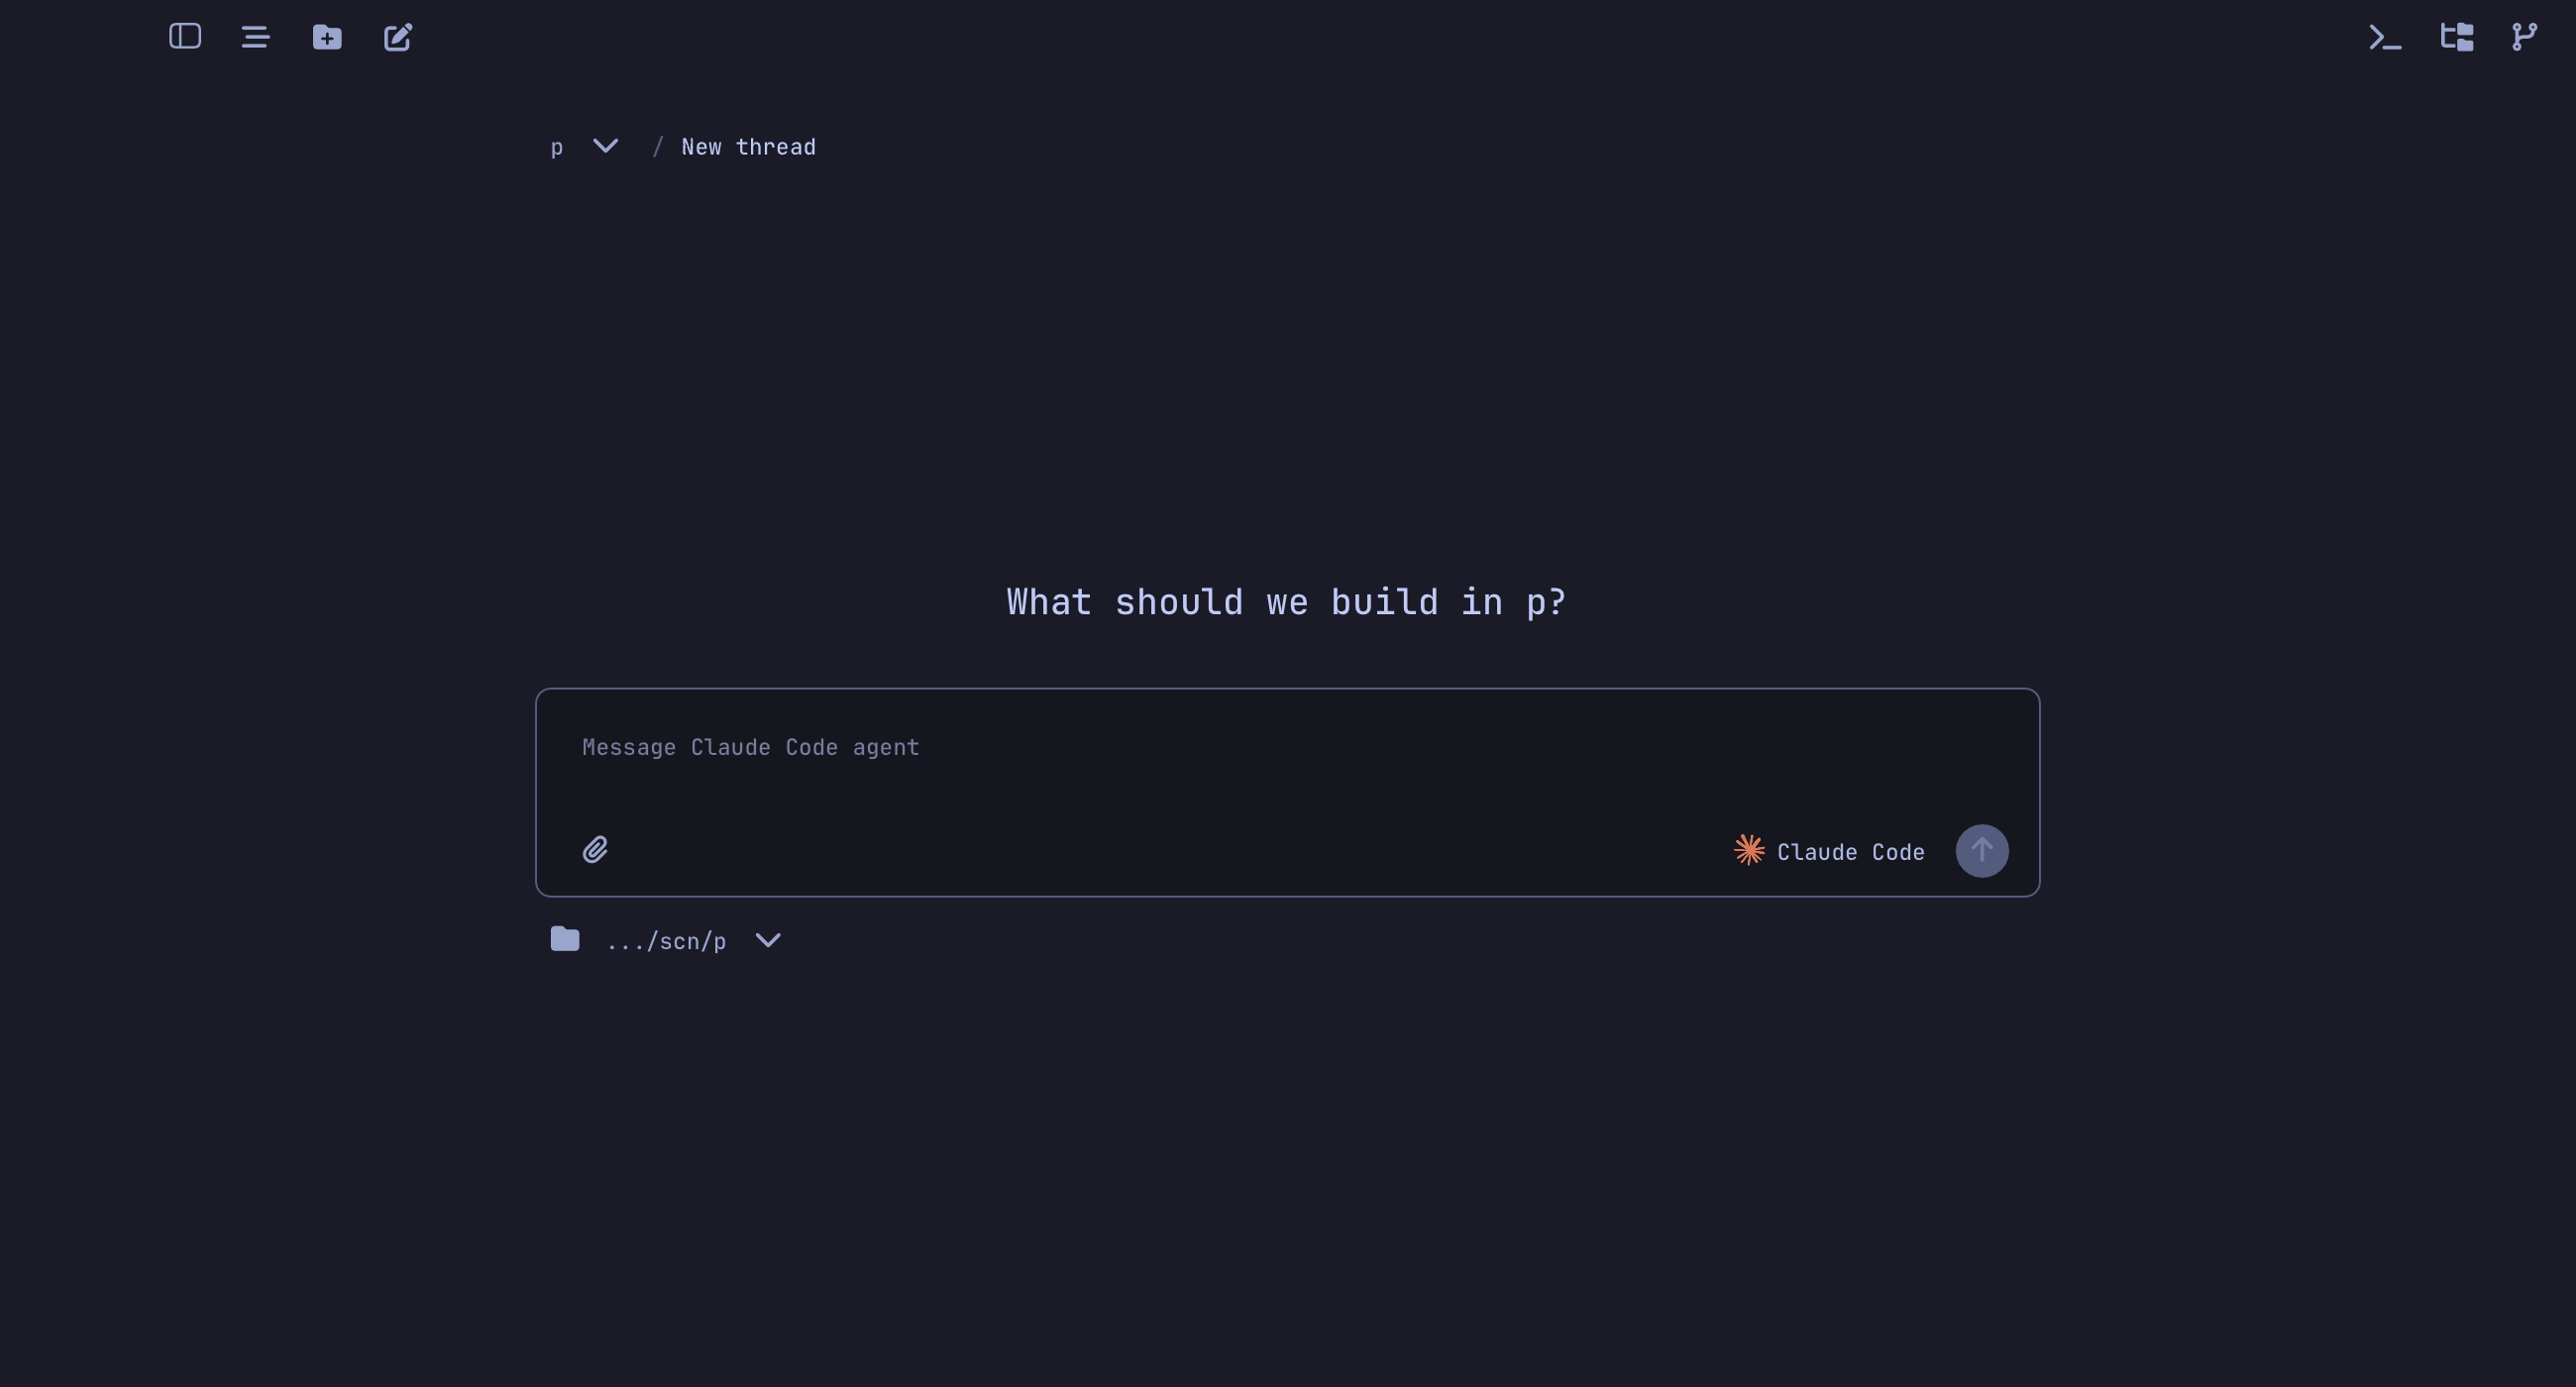 p / New thread
What should we build in p?
Message Claude Code agent
Claude Code
.../scn/p